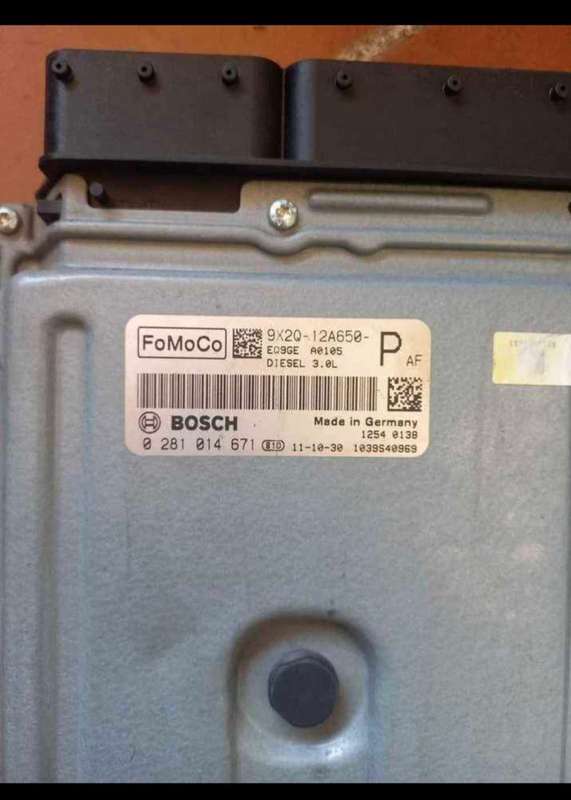 FoMoCo
9X2Q-12A650-
P AF
EQ9GE A0105
DIESEL 3.0L
BOSCH
Made in Germany
1254 0138
0 281 014 671 11-10-30 1039S40969